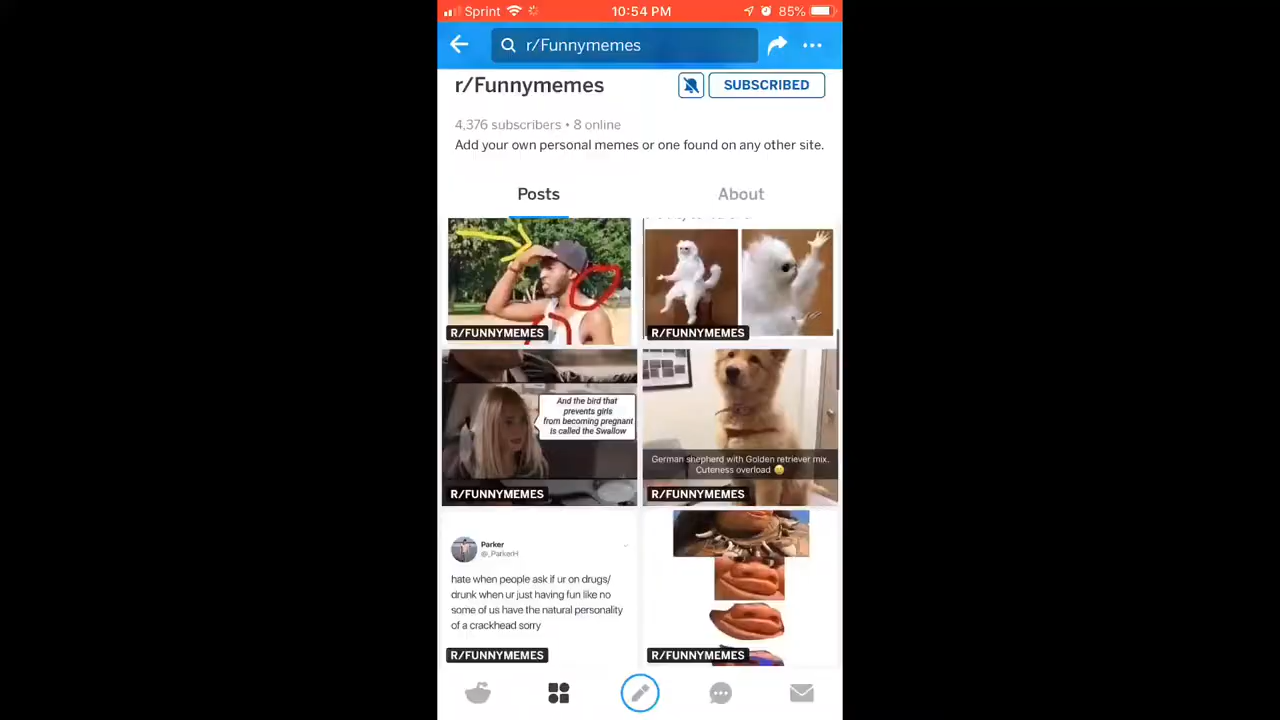 Sprint 10:54 PM 85%
r/Funnymemes
r/Funnymemes SUBSCRIBED
4,376 subscribers • 8 online
Add your own personal memes or one found on any other site.
Posts About
R/FUNNYMEMES R/FUNNYMEMES
And the bird that
prevents girls
from becoming pregnant
is called the Swallow
R/FUNNYMEMES
German shepherd with Golden retriever mix.
Cuteness overload
R/FUNNYMEMES
Parker
@_ParkerH
hate when people ask if ur on drugs/
drunk when ur just having fun like no
some of us have the natural personality
of a crackhead sorry
R/FUNNYMEMES R/FUNNYMEMES